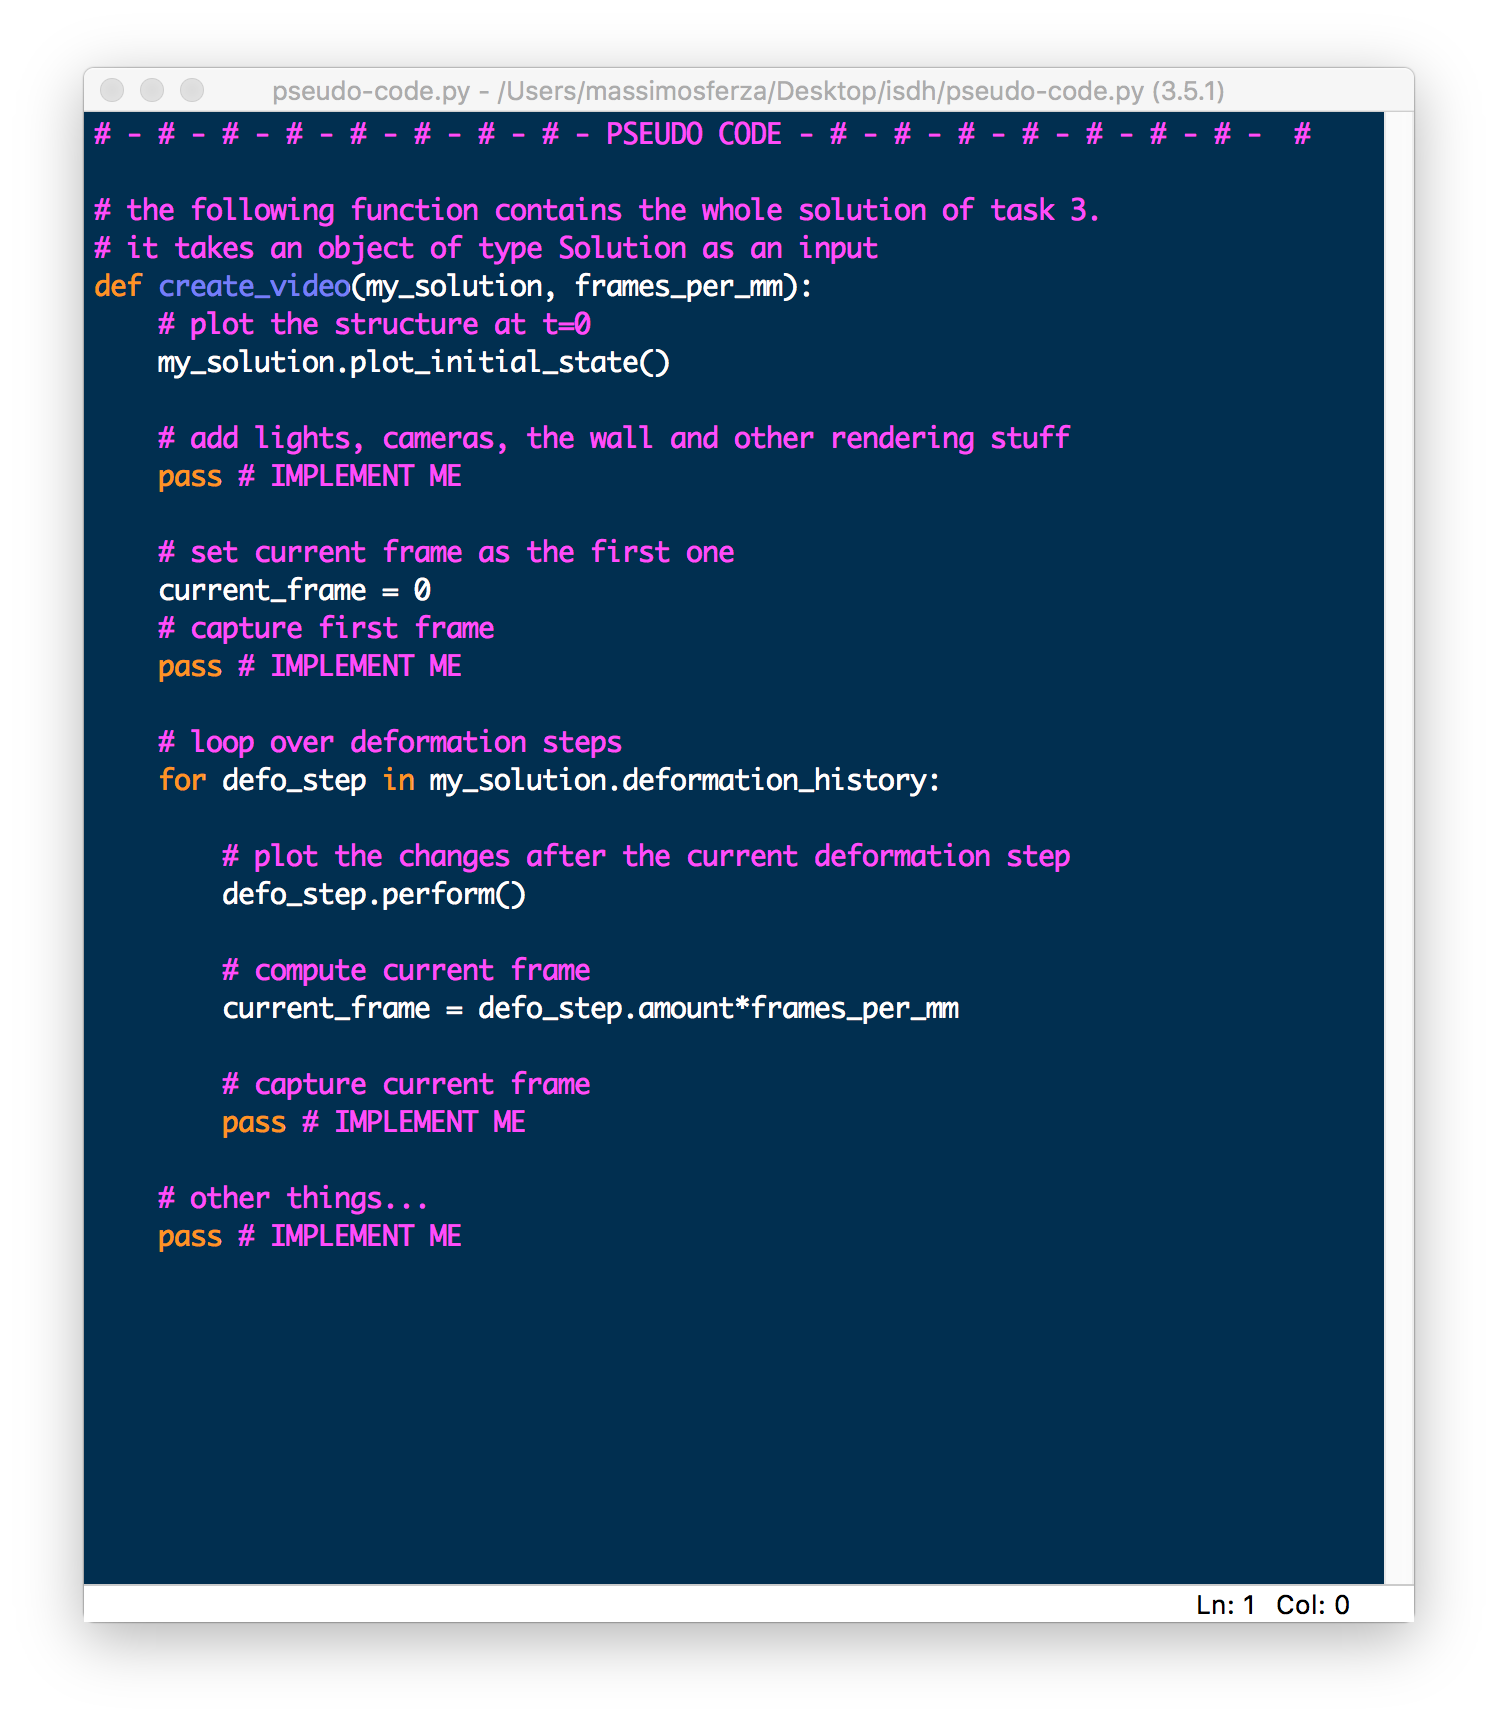 pseudo-code.py - /Users/massimosferza/Desktop/isdh/pseudo-code.py (3.5.1)
# - # - # - # - # - # - # - # - PSEUDO CODE - # - # - # - # - # - # - # -  #
# the following function contains the whole solution of task 3.
# it takes an object of type Solution as an input
def create_video(my_solution, frames_per_mm):
    # plot the structure at t=0
    my_solution.plot_initial_state()
    # add lights, cameras, the wall and other rendering stuff
    pass # IMPLEMENT ME
    # set current frame as the first one
    current_frame = 0
    # capture first frame
    pass # IMPLEMENT ME
    # loop over deformation steps
    for defo_step in my_solution.deformation_history:
        # plot the changes after the current deformation step
        defo_step.perform()
        # compute current frame
        current_frame = defo_step.amount*frames_per_mm
        # capture current frame
        pass # IMPLEMENT ME
    # other things...
    pass # IMPLEMENT ME
Ln: 1 Col: 0